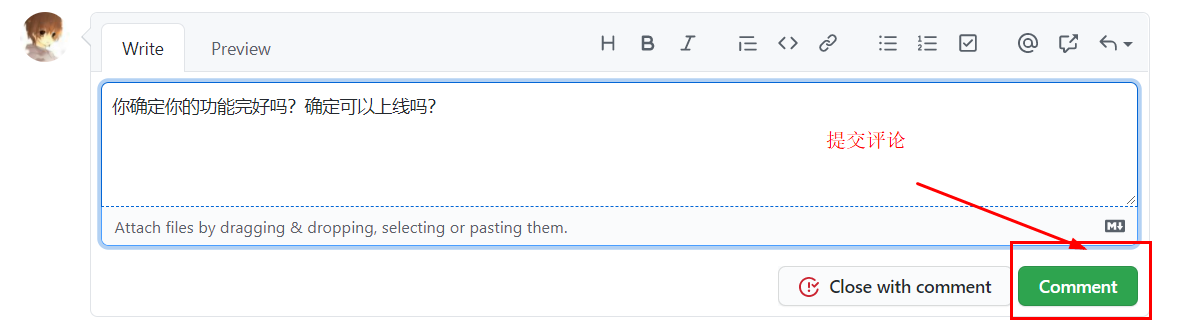 Write Preview
你确定你的功能完好吗？确定可以上线吗？
提交评论
Attach files by dragging & dropping, selecting or pasting them.
Close with comment Comment